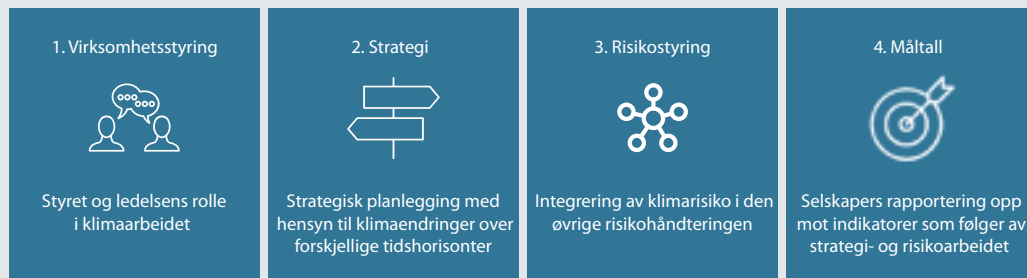 1. Virksomhetsstyring
Styret og ledelsens rolle
i klimaarbeidet
2. Strategi
Strategisk planlegging med
hensyn til klimaendringer over
forskjellige tidshorisonter
3. Risikostyring
Integrering av klimarisiko i den
øvrige risikohåndteringen
4. Måltall
Selskapers rapportering opp
mot indikatorer som følger av
strategi- og risikoarbeidet